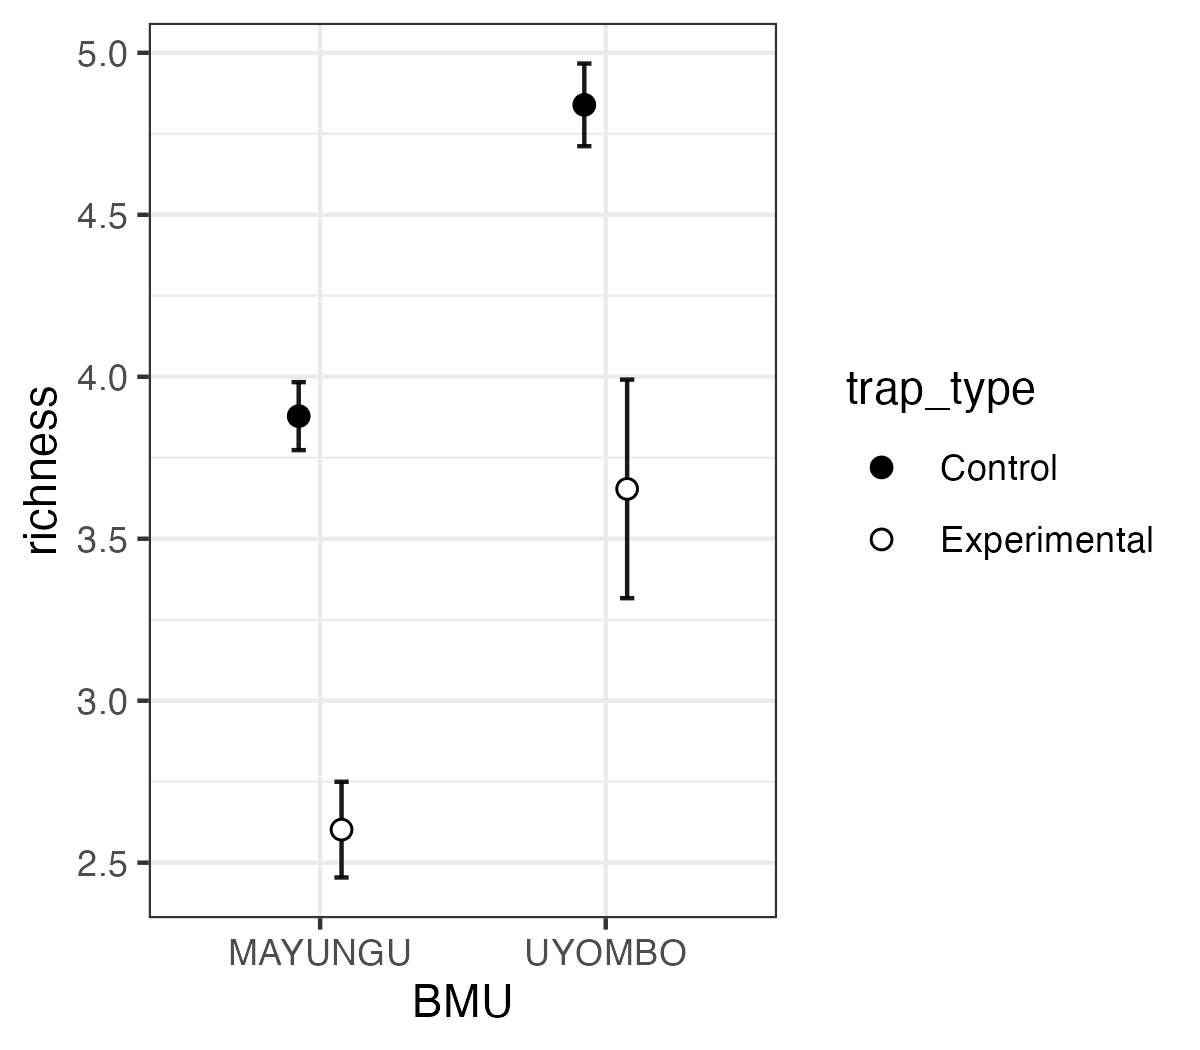 5.0
4.5
4.0
3.5
3.0
2.5
richness
MAYUNGU UYOMBO
BMU
trap_type
Control
Experimental